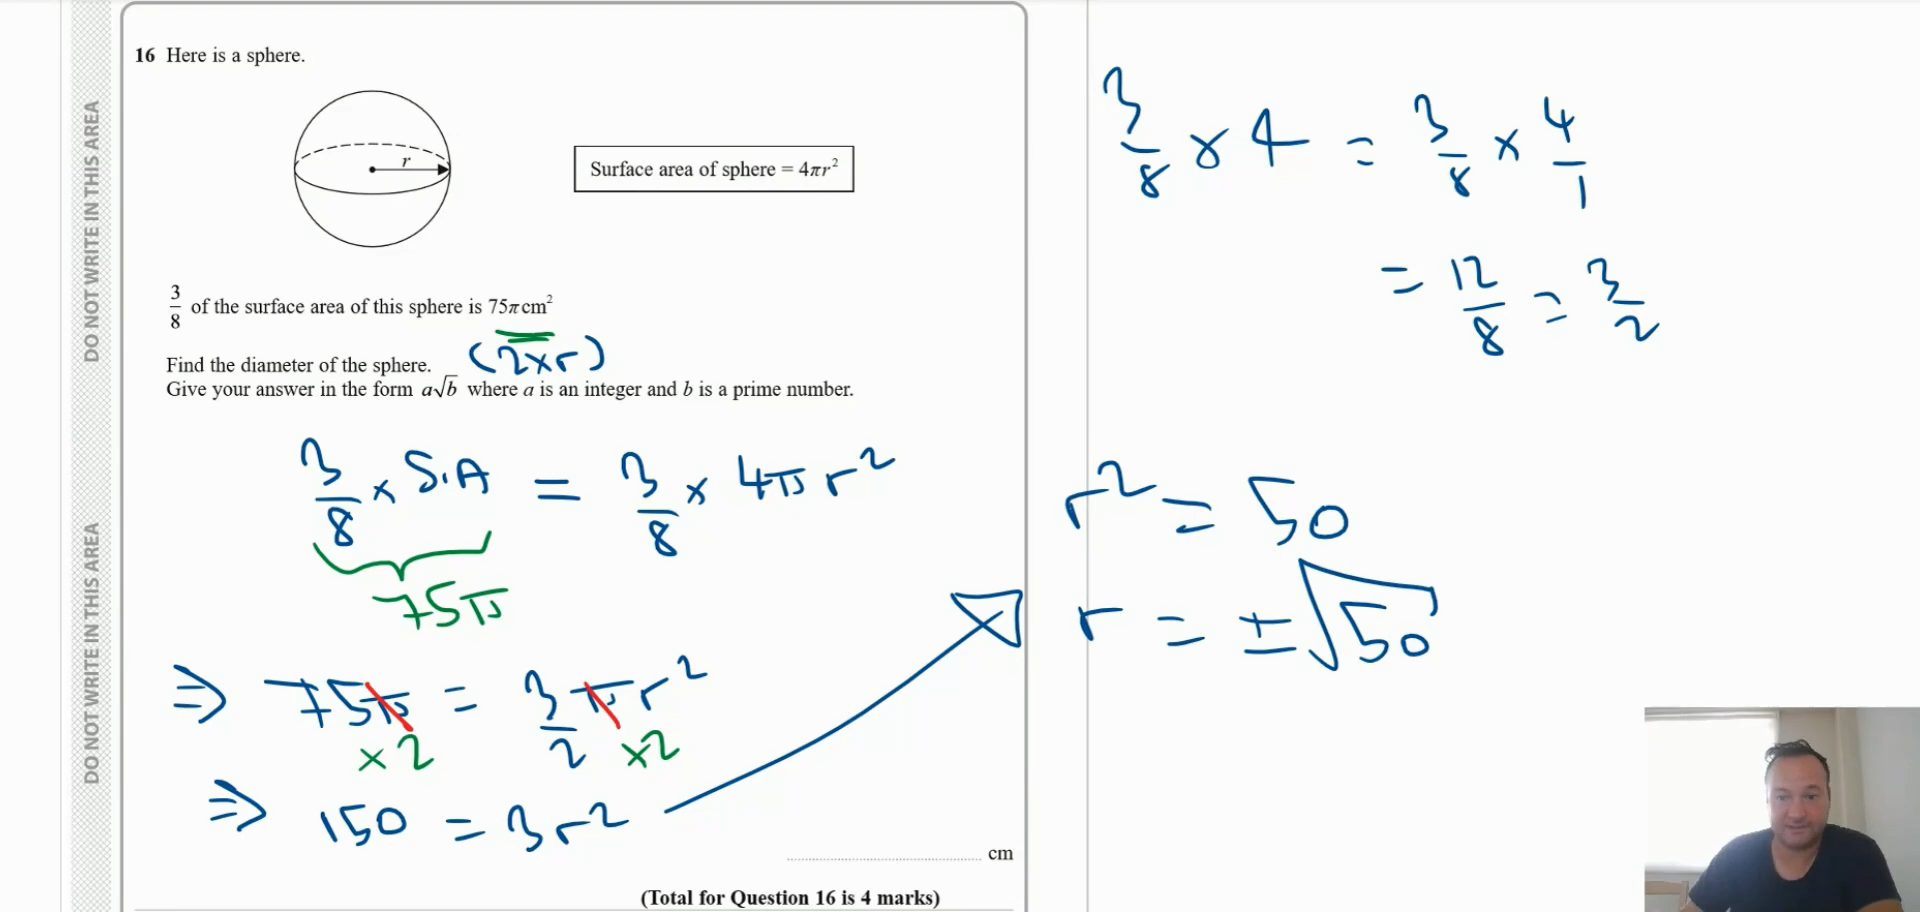 DO NOT WRITE IN THIS AREA
DO NOT WRITE IN THIS AREA
16 Here is a sphere.
r
Surface area of sphere = 4πr²
3/8 of the surface area of this sphere is 75π cm²
Find the diameter of the sphere. (2×r)
Give your answer in the form a√b where a is an integer and b is a prime number.
3/8 × S.A = 3/8 × 4πr²
75π
⇒ 75π = 3/2 πr²
×2 ×2
⇒ 150 = 3r²
cm
(Total for Question 16 is 4 marks)
3/8 × 4 = 3/8 × 4/1
= 12/8 = 3/2
r² = 50
r = ±√50